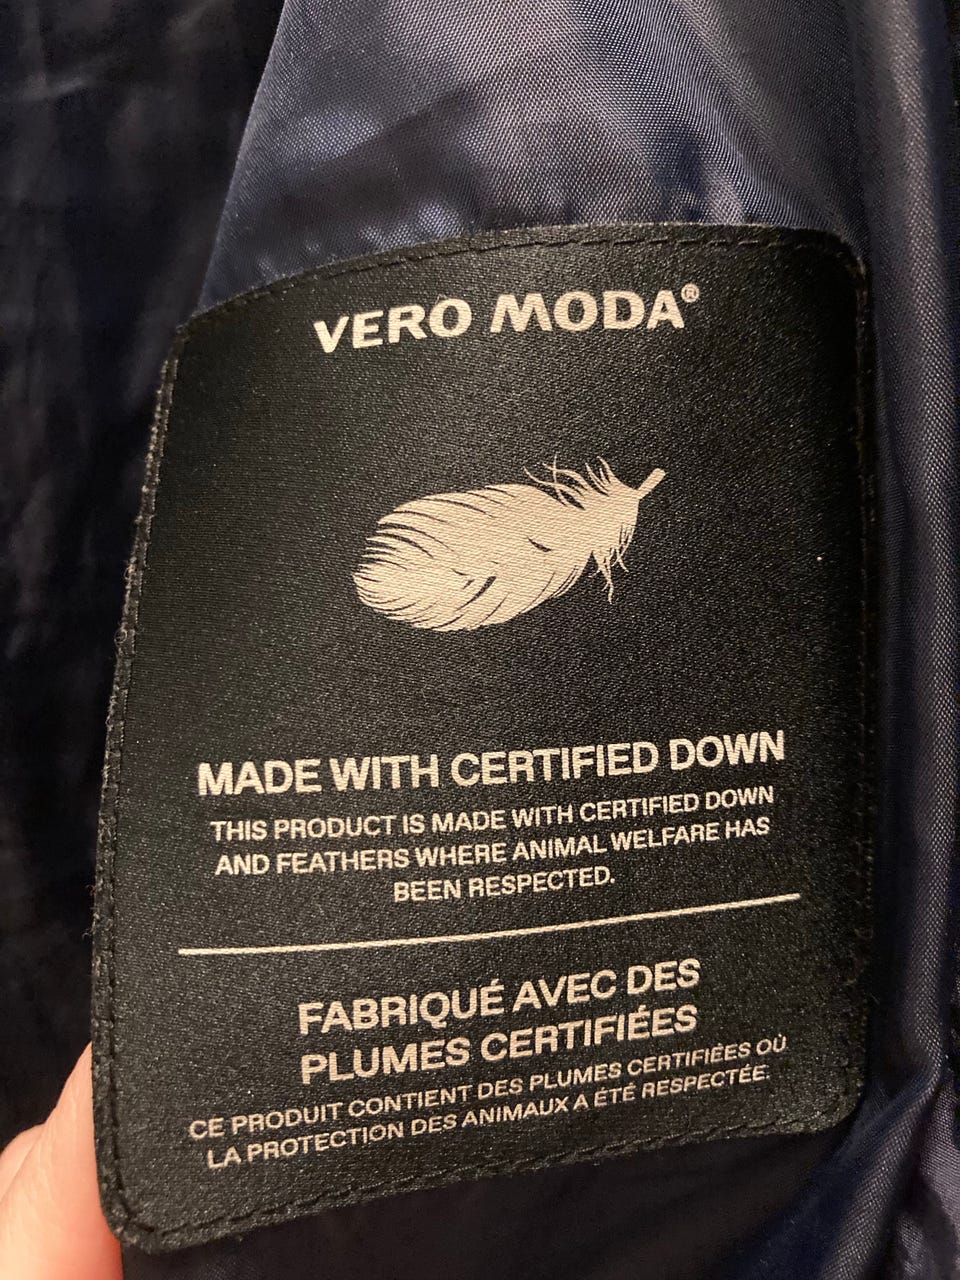 VERO MODA®
MADE WITH CERTIFIED DOWN
THIS PRODUCT IS MADE WITH CERTIFIED DOWN
AND FEATHERS WHERE ANIMAL WELFARE HAS
BEEN RESPECTED.
FABRIQUÉ AVEC DES
PLUMES CERTIFIÉES
CE PRODUIT CONTIENT DES PLUMES CERTIFIÈES OÙ
LA PROTECTION DES ANIMAUX A ÉTÉ RESPECTÉE.